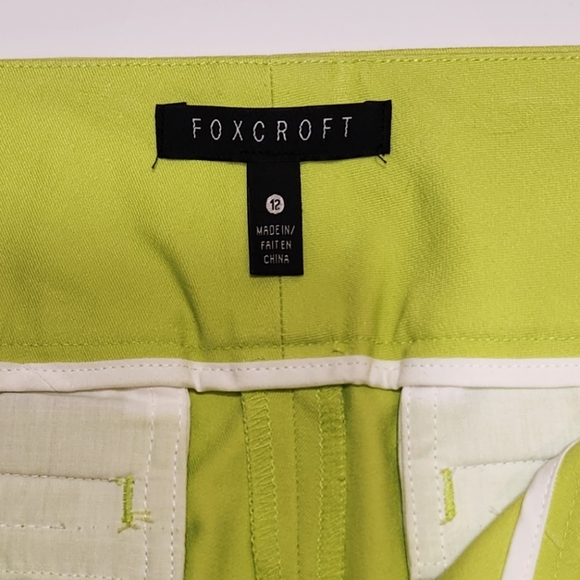 FOXCROFT
12
MADE IN/
FAIT EN
CHINA